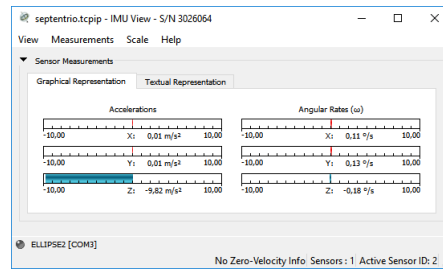 septentrio.tcpip - IMU View - S/N 3026064
View Measurements Scale Help
Sensor Measurements
Graphical Representation Textual Representation
Accelerations Angular Rates (ω)
-10,00 X: 0,01 m/s² 10,00 -10,00 X: 0,11 º/s 10,00
-10,00 Y: 0,01 m/s² 10,00 -10,00 Y: 0,13 º/s 10,00
-10,00 Z: -9,82 m/s² 10,00 -10,00 Z: -0,18 º/s 10,00
ELLIPSE2 [COM3]
No Zero-Velocity Info Sensors : 1 Active Sensor ID: 2